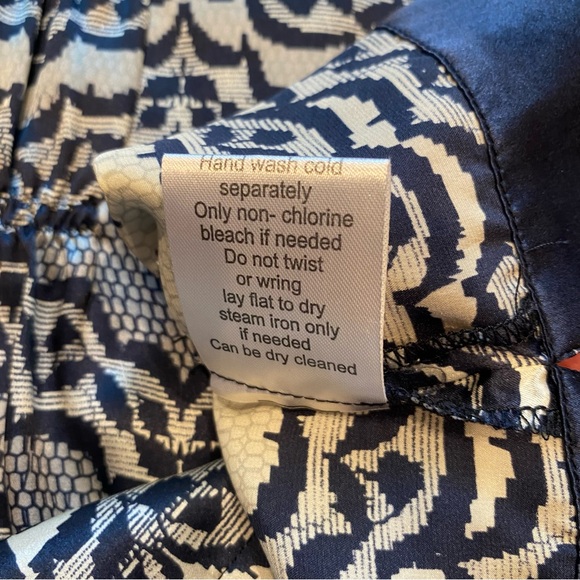 Hand wash cold
separately
Only non- chlorine
bleach if needed
Do not twist
or wring
lay flat to dry
steam iron only
if needed
Can be dry cleaned